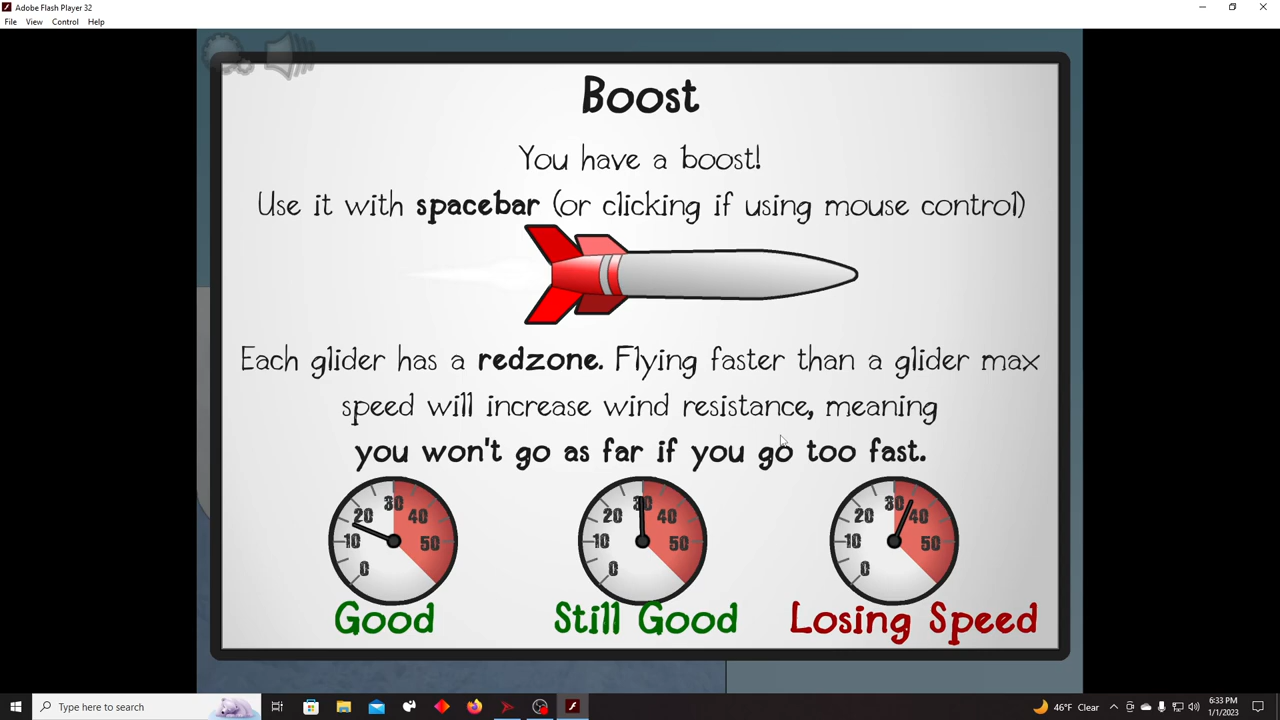 Adobe Flash Player 32
File View Control Help
Boost
You have a boost!
Use it with spacebar (or clicking if using mouse control)
Each glider has a redzone. Flying faster than a glider max
speed will increase wind resistance, meaning
you won't go as far if you go too fast.
0 10 20 30 40 50
0 10 20 30 40 50
0 10 20 30 40 50
Good
Still Good
Losing Speed
Type here to search
46°F Clear
6:33 PM
1/1/2023